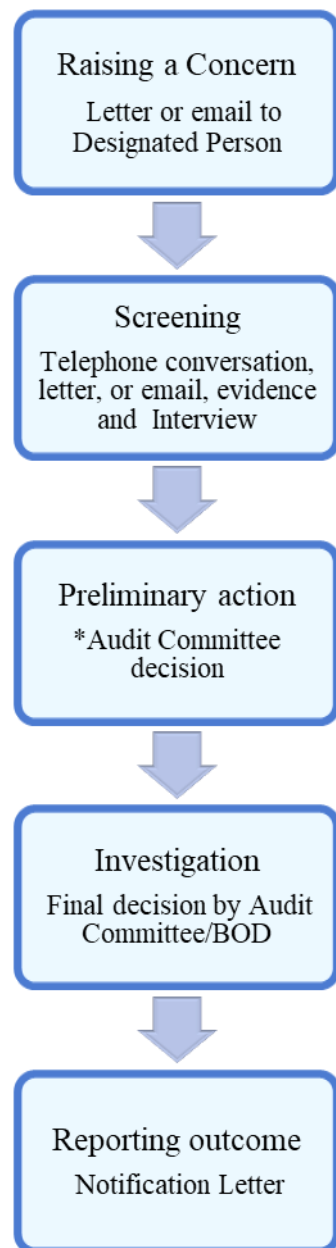 Raising a Concern
Letter or email to
Designated Person
Screening
Telephone conversation,
letter, or email, evidence
and Interview
Preliminary action
*Audit Committee
decision
Investigation
Final decision by Audit
Committee/BOD
Reporting outcome
Notification Letter